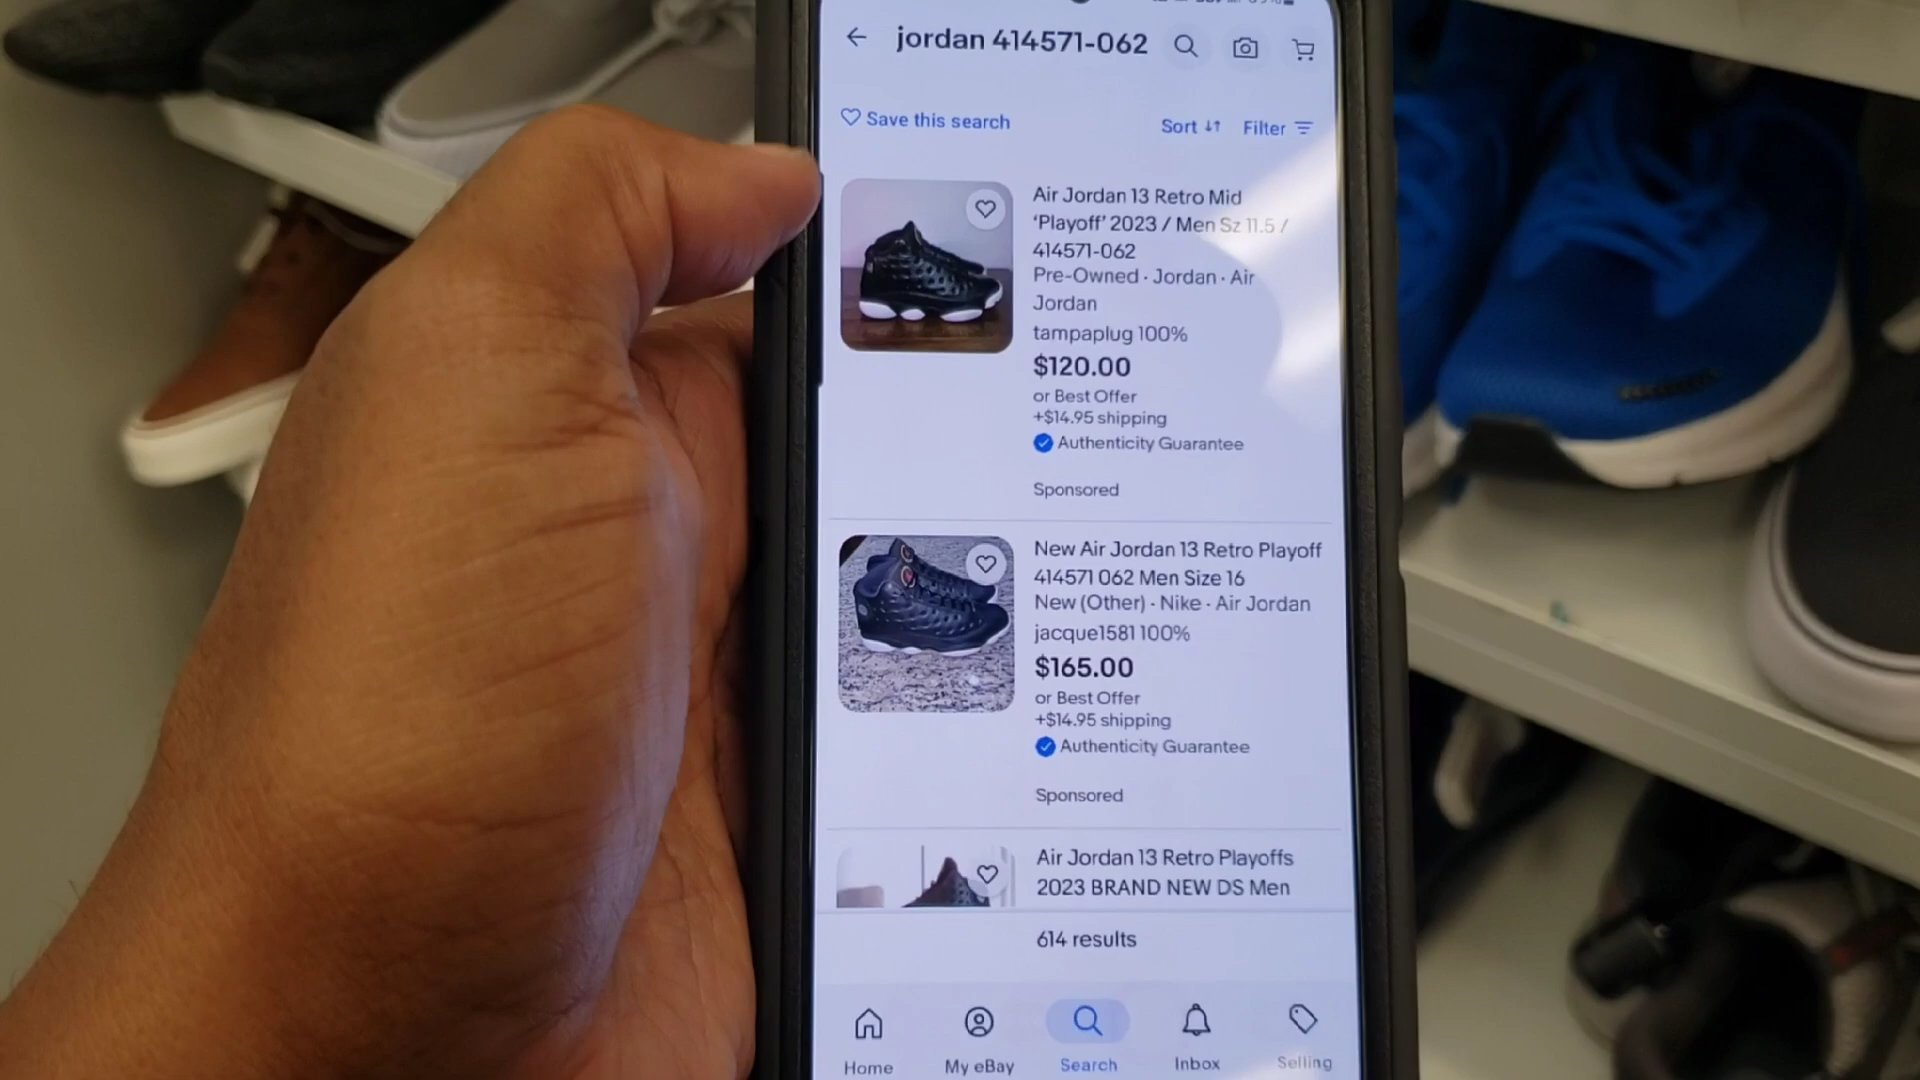 jordan 414571-062
Save this search
Sort
Filter
Air Jordan 13 Retro Mid
‘Playoff’ 2023 / Men Sz 11.5 /
414571-062
Pre-Owned · Jordan · Air
Jordan
tampaplug 100%
$120.00
or Best Offer
+$14.95 shipping
Authenticity Guarantee
Sponsored
New Air Jordan 13 Retro Playoff
414571 062 Men Size 16
New (Other) · Nike · Air Jordan
jacque1581 100%
$165.00
or Best Offer
+$14.95 shipping
Authenticity Guarantee
Sponsored
Air Jordan 13 Retro Playoffs
2023 BRAND NEW DS Men
614 results
Home
My eBay
Search
Inbox
Selling